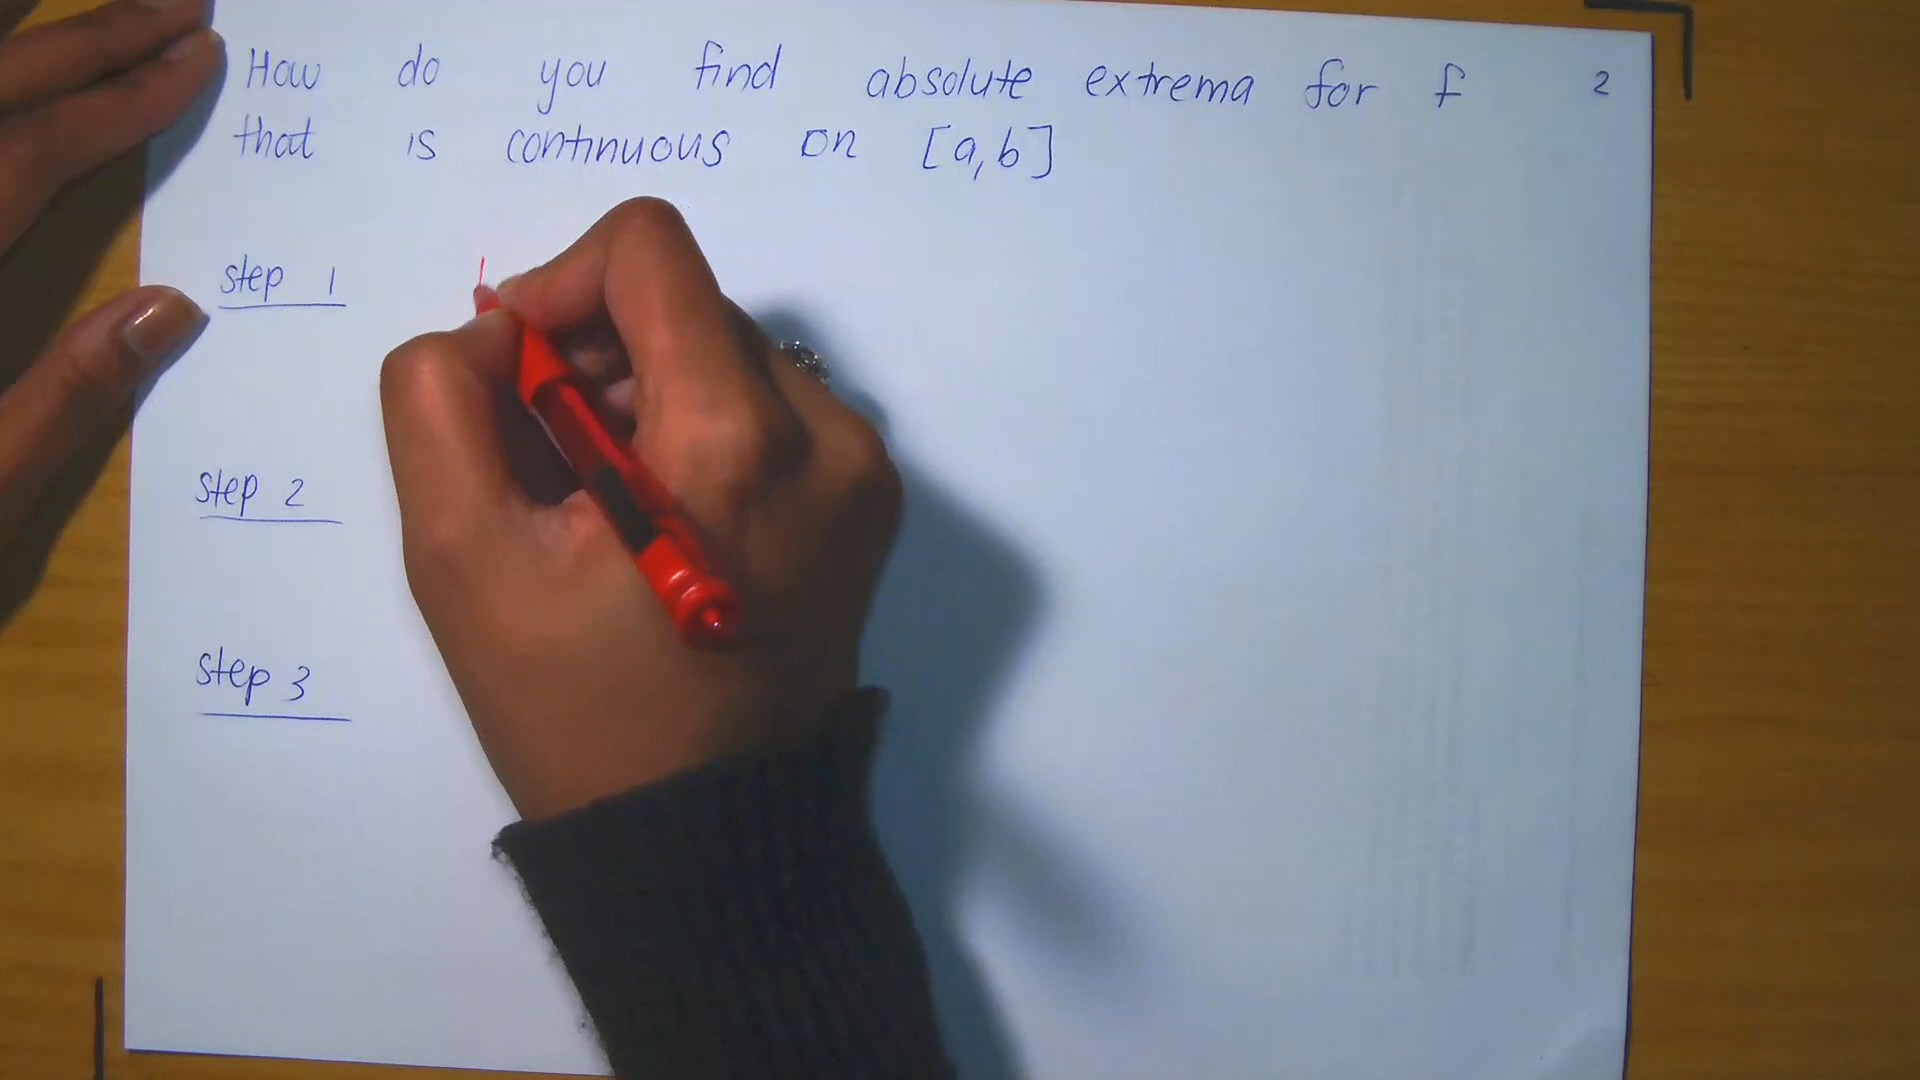 How do you find absolute extrema for f 2
that is continuous on [a,b]
step 1
step 2
step 3